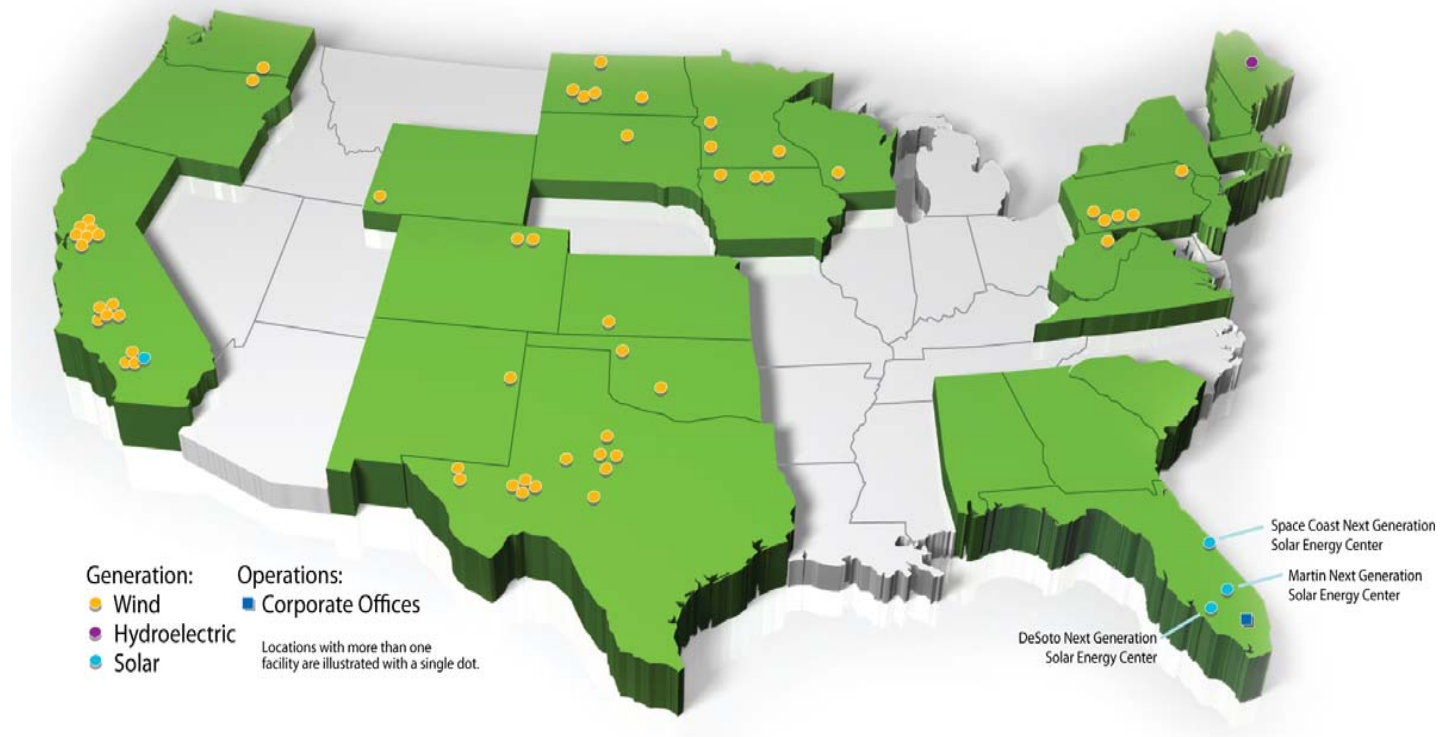 Space Coast Next Generation
Solar Energy Center
Martin Next Generation
Solar Energy Center
DeSoto Next Generation
Solar Energy Center
Generation:
Wind
Hydroelectric
Solar
Operations:
Corporate Offices
Locations with more than one
facility are illustrated with a single dot.